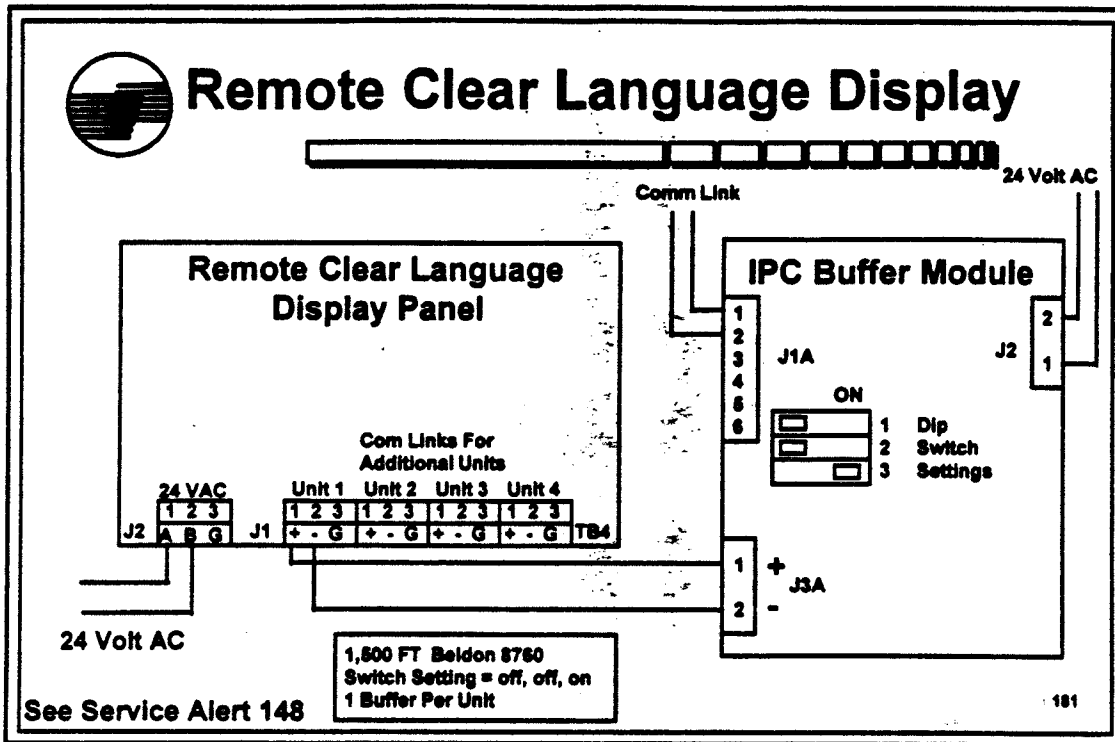 Remote Clear Language Display
Comm Link
24 Volt AC
Remote Clear Language
Display Panel
Com Links For
Additional Units
24 VAC
Unit 1 Unit 2 Unit 3 Unit 4
1 2 3 1 2 3 1 2 3 1 2 3 1 2 3
J2 A B G J1 + - G + - G + - G + - G TB4
24 Volt AC
IPC Buffer Module
1
2
3
4
5
6
J1A
2
1
J2
ON
1 Dip
2 Switch
3 Settings
1 +
2 -
J3A
1,500 FT Beldon 8760
Switch Setting = off, off, on
1 Buffer Per Unit
See Service Alert 148
181